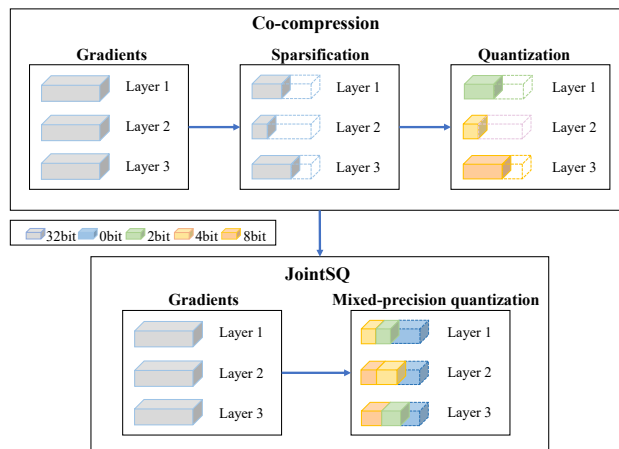 Co-compression
Gradients
Layer 1
Layer 2
Layer 3
Sparsification
Layer 1
Layer 2
Layer 3
Quantization
Layer 1
Layer 2
Layer 3
32bit 0bit 2bit 4bit 8bit
JointSQ
Gradients
Layer 1
Layer 2
Layer 3
Mixed-precision quantization
Layer 1
Layer 2
Layer 3